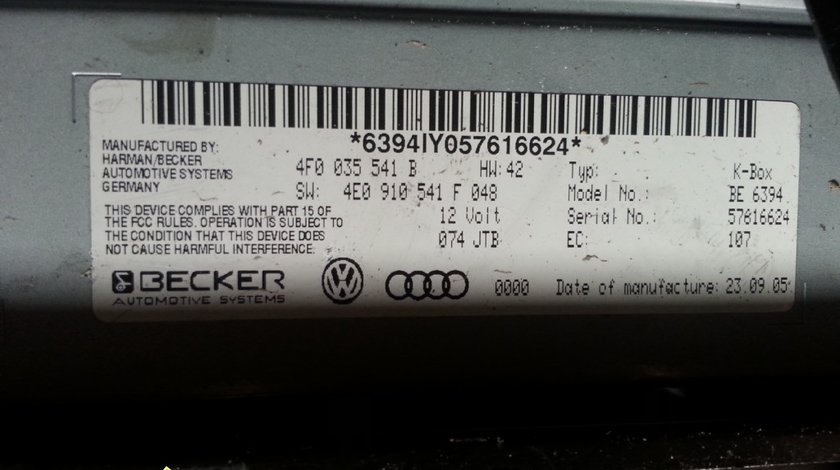 *6394IY057616624*
MANUFACTURED BY:
HARMAN/BECKER
AUTOMOTIVE SYSTEMS
GERMANY
THIS DEVICE COMPLIES WITH PART 15 OF
THE FCC RULES. OPERATION IS SUBJECT TO
THE CONDITION THAT THIS DEVICE DOES
NOT CAUSE HARMFUL INTERFERENCE.
4F0 035 541 B HW: 42
SW: 4E0 910 541 F 048
12 Volt
074 JTB
Typ: K-Box
Model No.: BE 6394
Serial No.: 57616624
EC: 107
BECKER
AUTOMOTIVE SYSTEMS
0000 Date of manufacture: 23.09.05